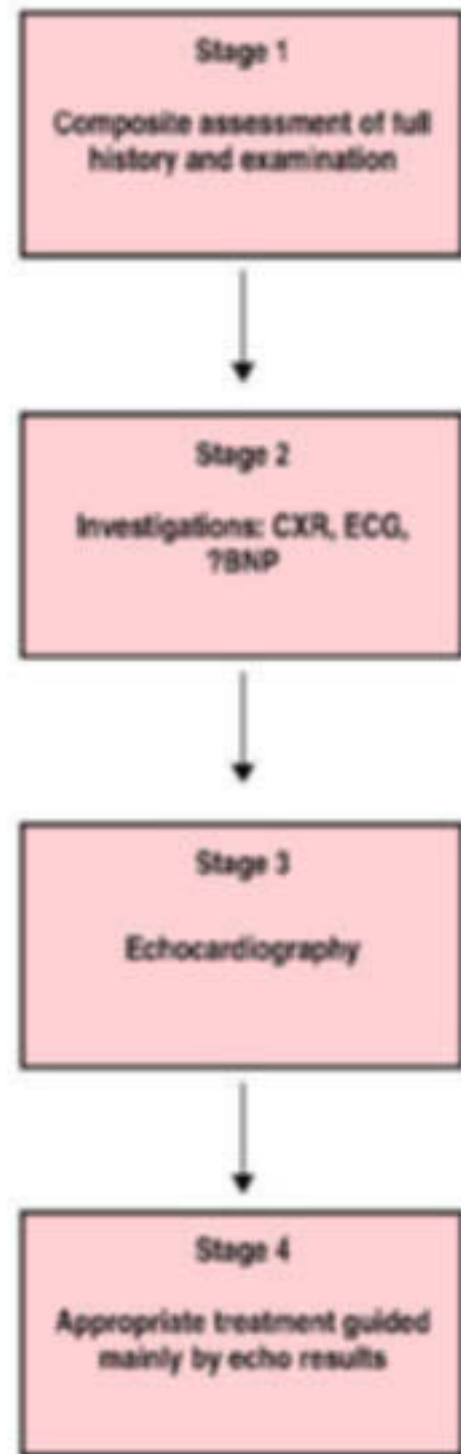 Stage 1
Composite assessment of full
history and examination
Stage 2
Investigations: CXR, ECG,
?BNP
Stage 3
Echocardiography
Stage 4
Appropriate treatment guided
mainly by echo results